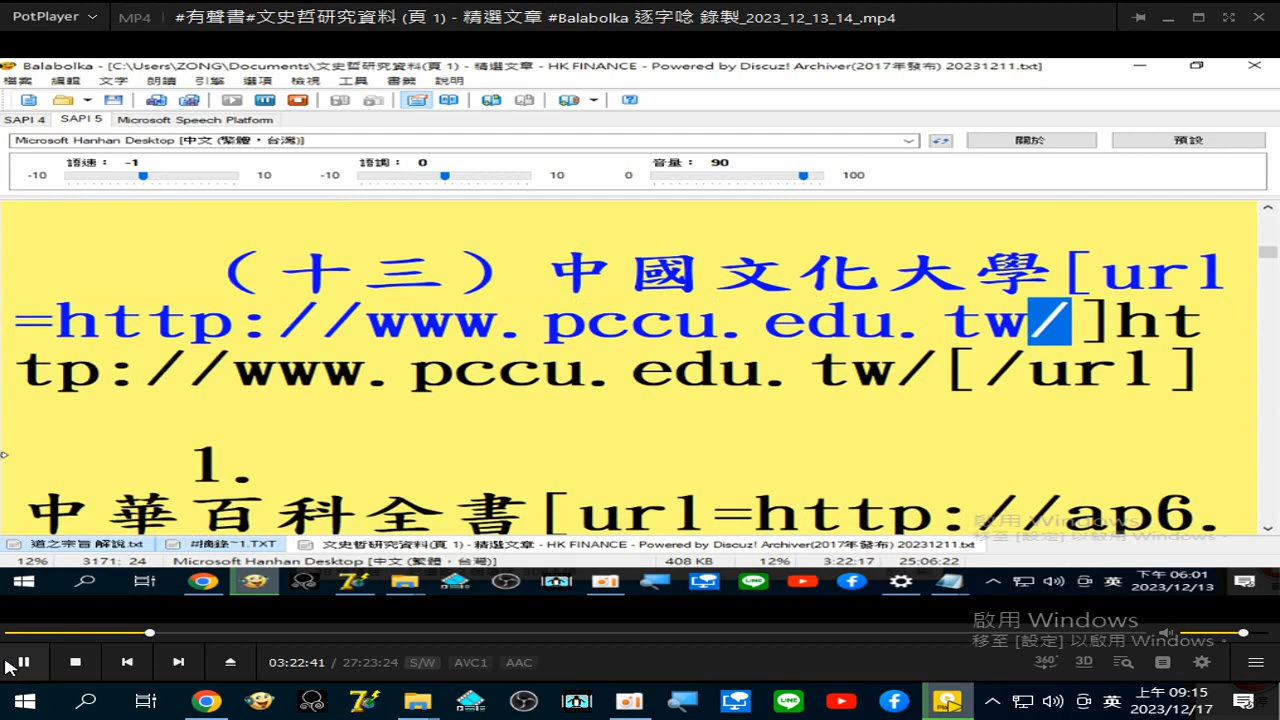 PotPlayer MP4 #有聲書#文史哲研究資料 (頁 1) - 精選文章 #Balabolka 逐字唸 錄製_2023_12_13_14_.mp4
Balabolka - [C:\Users\ZONG\Documents\文史哲研究資料(頁 1) - 精選文章 - HK FINANCE - Powered by Discuz! Archiver(2017年發布) 20231211.txt]
檔案 編輯 文字 朗讀 引擎 選項 檢視 工具 書籤 說明
SAPI 4 SAPI 5 Microsoft Speech Platform
Microsoft Hanhan Desktop [中文 (繁體，台灣)] 關於 預設
語速： -1 語調： 0 音量： 90
-10 10 -10 10 0 100
（十三）中國文化大學[url
=http://www.pccu.edu.tw/]ht
tp://www.pccu.edu.tw/[/url]
1.
中華百科全書[url=http://ap6.
啟用 Windows
移至 [設定] 以啟用 Windows。
道之宗旨 解說.txt #摘錄~1.TXT 文史哲研究資料(頁 1) - 精選文章 - HK FINANCE - Powered by Discuz! Archiver(2017年發布) 20231211.txt
12% 3171: 24 Microsoft Hanhan Desktop [中文 (繁體，台灣)] 408 KB 12% 3:22:17 25:06:22
英 下午 06:01
2023/12/13
啟用 Windows
移至 [設定] 以啟用 Windows。
03:22:41 / 27:23:24 S/W AVC1 AAC 360° 3D
英 上午 09:15
2023/12/17